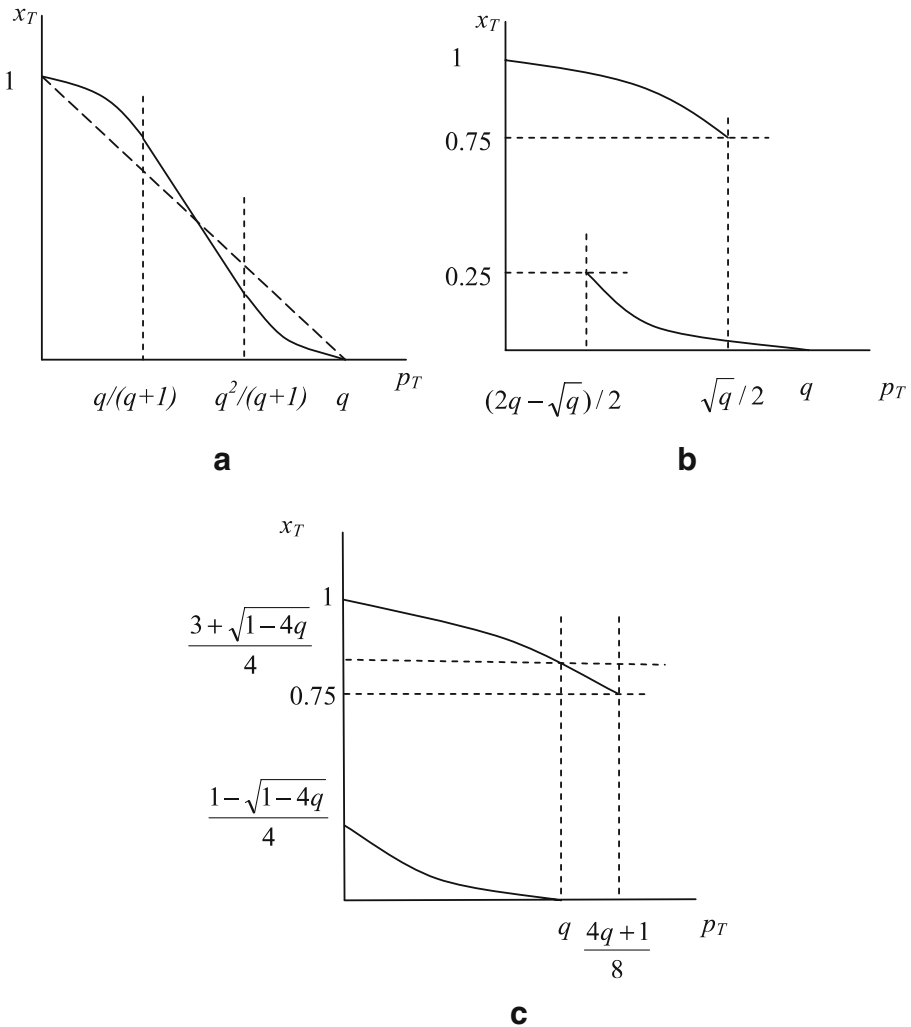 x_T
1
q/(q+1) q²/(q+1) q p_T
a
x_T
1
0.75
0.25
(2q − √q)/2 √q/2 q p_T
b
x_T
1
(3 + √(1 − 4q))/4
0.75
(1 − √(1 − 4q))/4
q (4q + 1)/8 p_T
c